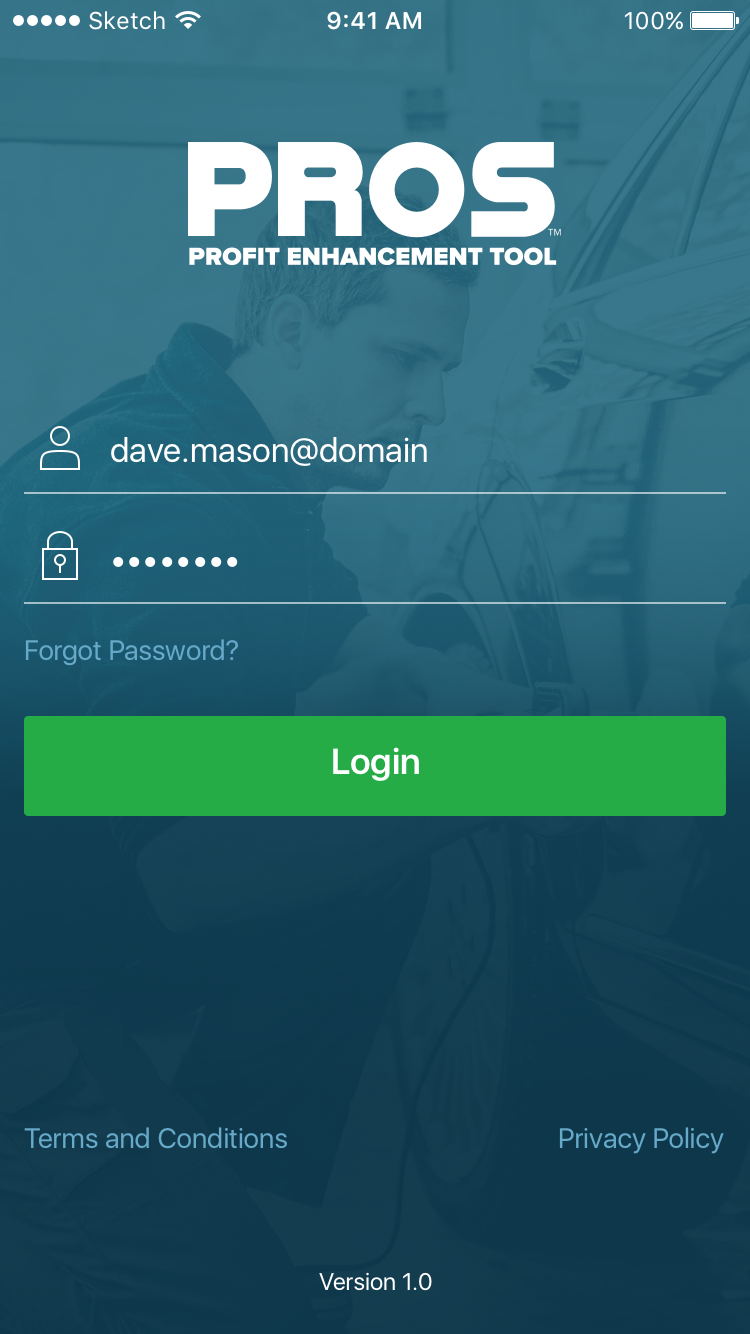 Sketch 9:41 AM 100%
PROS™
PROFIT ENHANCEMENT TOOL
dave.mason@domain
••••••••
Forgot Password?
Login
Terms and Conditions Privacy Policy
Version 1.0